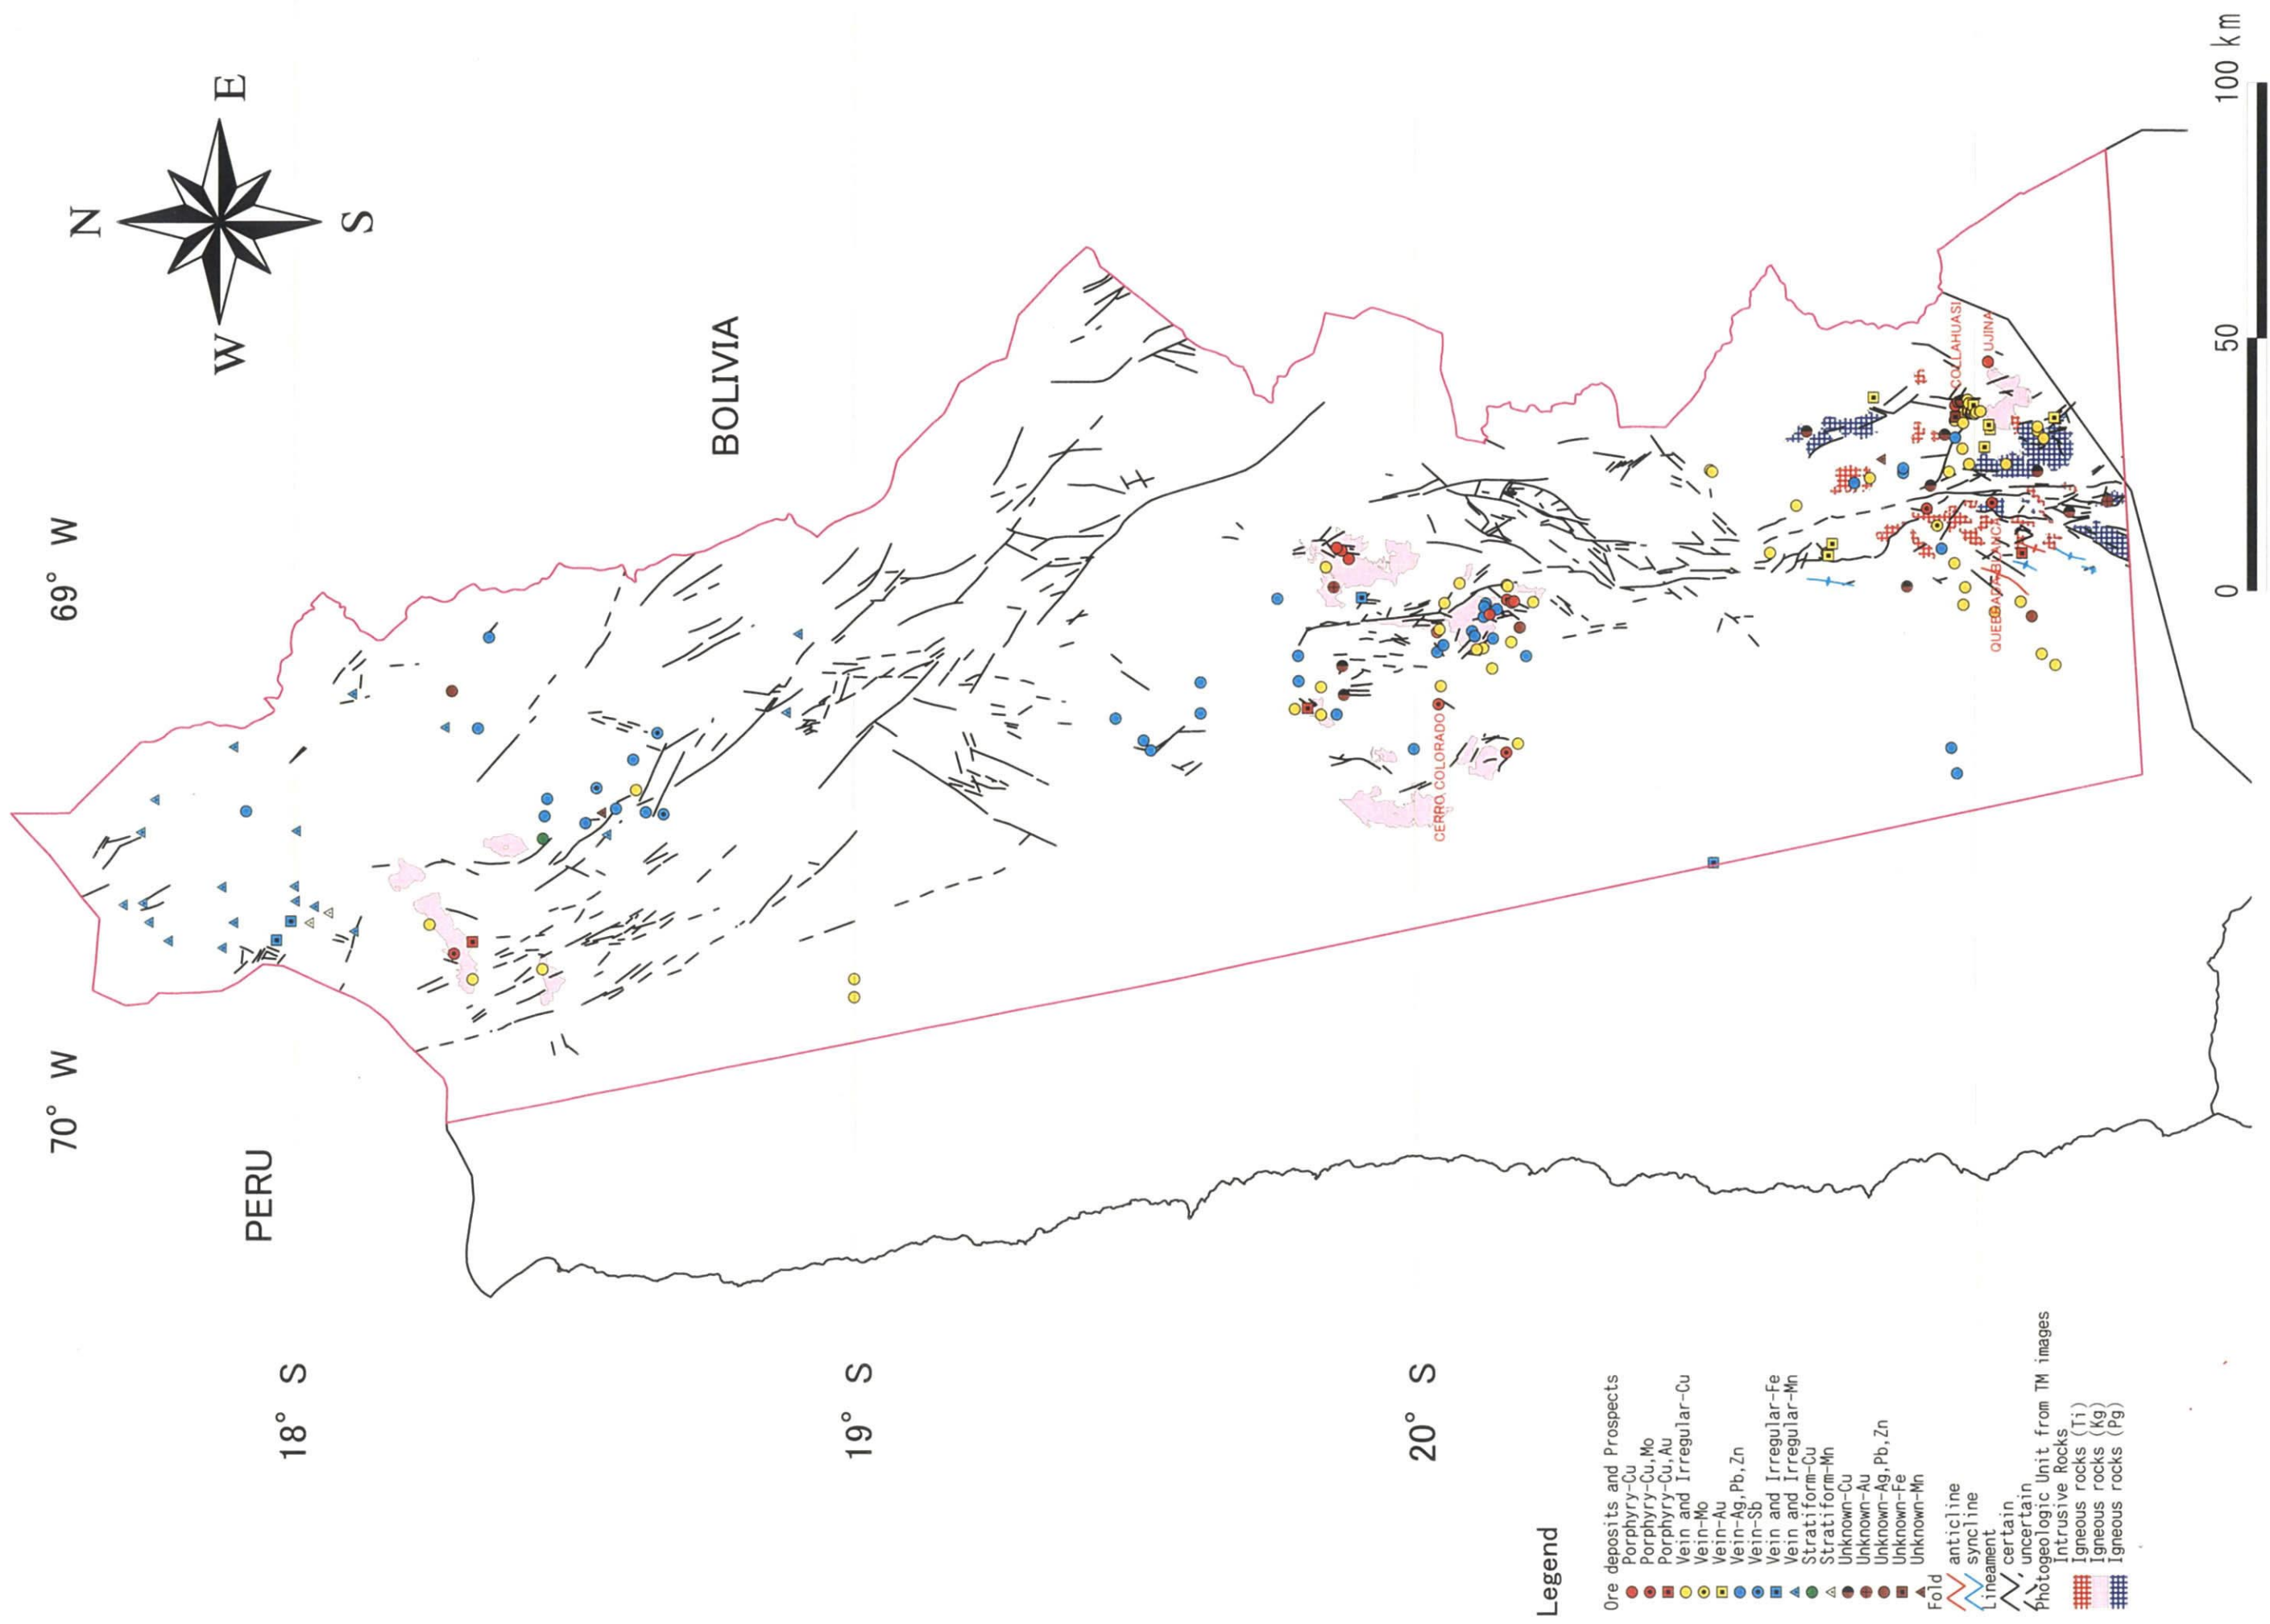 N
E
W
S
69° W
70° W
BOLIVIA
PERU
18° S
19° S
20° S
COLLAHUASI
UJINA
QUEBRADA BLANCA
CERRO COLORADO
0 50 100 km
Legend
Ore deposits and Prospects
Porphyry-Cu
Porphyry-Cu,Mo
Porphyry-Cu,Au
Vein and Irregular-Cu
Vein-Mo
Vein-Au
Vein-Ag,Pb,Zn
Vein-Sb
Vein and Irregular-Fe
Vein and Irregular-Mn
Stratiform-Cu
Stratiform-Mn
Unknown-Cu
Unknown-Au
Unknown-Ag,Pb,Zn
Unknown-Fe
Unknown-Mn
Fold
anticline
syncline
Lineament
certain
uncertain
Photogeologic Unit from TM images
Intrusive Rocks
Igneous rocks (Ti)
Igneous rocks (Kg)
Igneous rocks (Pg)